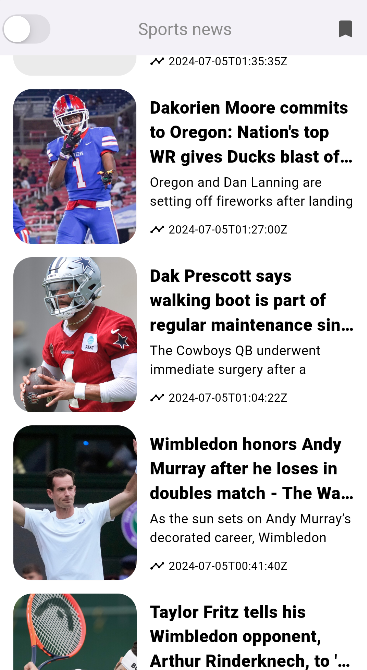 Sports news
2024-07-05T01:35:35Z
Dakorien Moore commits
to Oregon: Nation's top
WR gives Ducks blast of...
Oregon and Dan Lanning are
setting off fireworks after landing
2024-07-05T01:27:00Z
Dak Prescott says
walking boot is part of
regular maintenance sin...
The Cowboys QB underwent
immediate surgery after a
2024-07-05T01:04:22Z
Wimbledon honors Andy
Murray after he loses in
doubles match - The Wa...
As the sun sets on Andy Murray's
decorated career, Wimbledon
2024-07-05T00:41:40Z
Taylor Fritz tells his
Wimbledon opponent,
Arthur Rinderknech, to '...